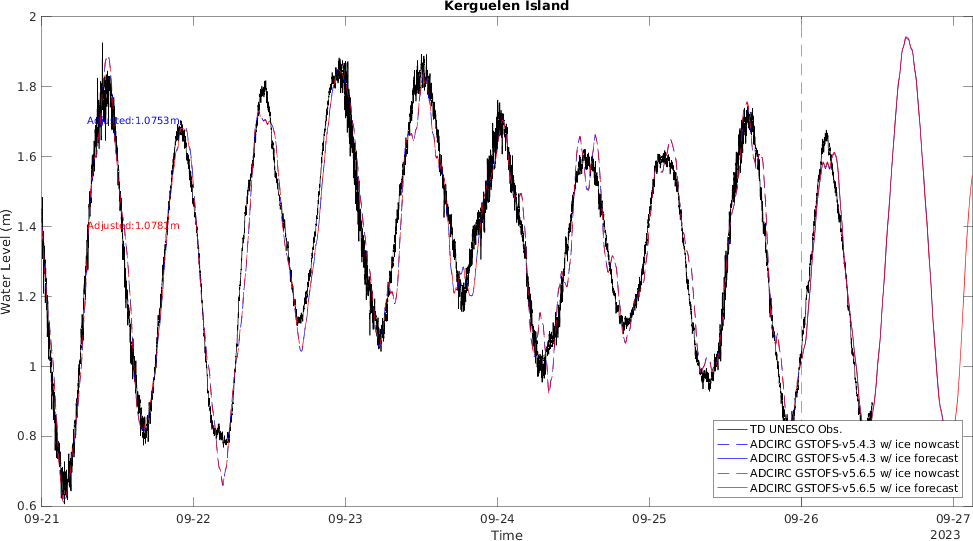 Kerguelen Island
2
1.8
1.6
1.4
1.2
1
0.8
0.6
Water Level (m)
Adjusted:1.0753m
Adjusted:1.0781m
TD UNESCO Obs.
ADCIRC GSTOFS-v5.4.3 w/ ice nowcast
ADCIRC GSTOFS-v5.4.3 w/ ice forecast
ADCIRC GSTOFS-v5.6.5 w/ ice nowcast
ADCIRC GSTOFS-v5.6.5 w/ ice forecast
09-21 09-22 09-23 09-24 09-25 09-26 09-27
Time 2023